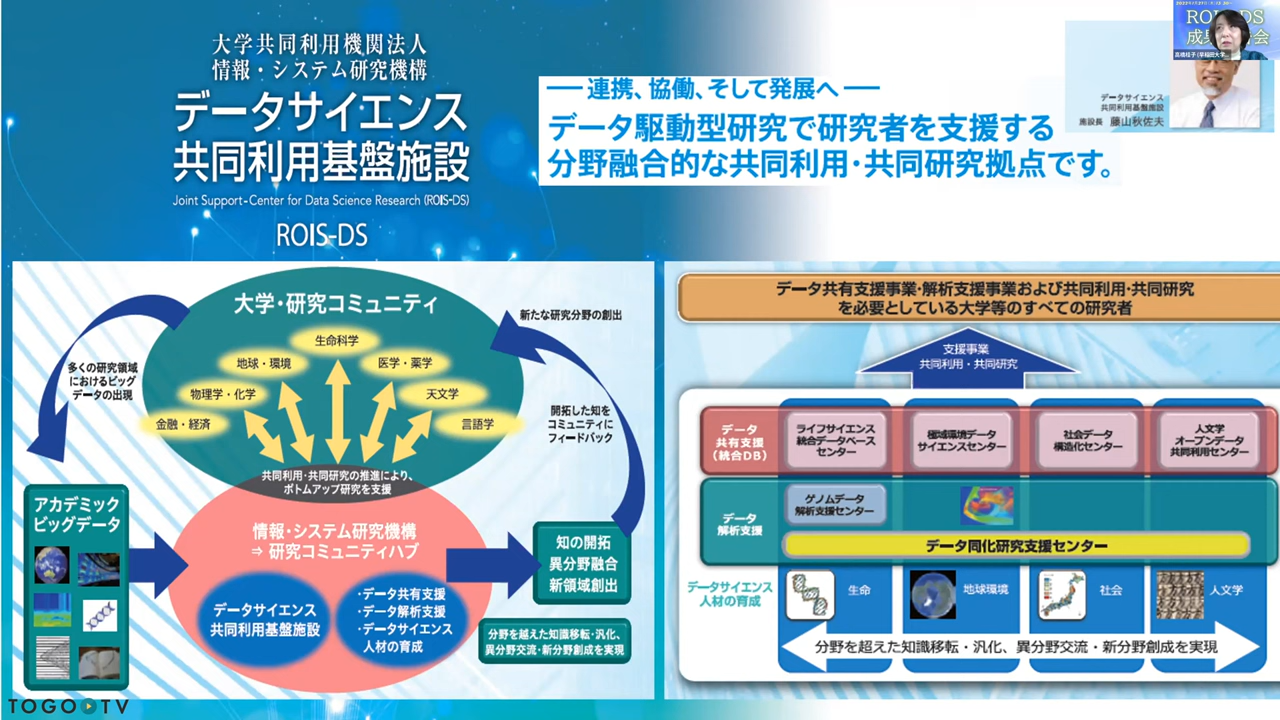 大学共同利用機関法人
情報・システム研究機構
データサイエンス
共同利用基盤施設
Joint Support-Center for Data Science Research (ROIS-DS)
ROIS-DS
── 連携、協働、そして発展へ ──
データ駆動型研究で研究者を支援する
分野融合的な共同利用・共同研究拠点です。
データサイエンス
共同利用基盤施設
施設長 藤山秋佐夫
大学・研究コミュニティ
生命科学
地球・環境
医学・薬学
物理学・化学
天文学
金融・経済
言語学
共同利用・共同研究の推進により、
ボトムアップ研究を支援
多くの研究領域
におけるビッグ
データの出現
新たな研究分野の創出
開拓した知を
コミュニティに
フィードバック
アカデミック
ビッグデータ
情報・システム研究機構
⇒ 研究コミュニティハブ
データサイエンス
共同利用基盤施設
・データ共有支援
・データ解析支援
・データサイエンス
人材の育成
知の開拓
異分野融合
新領域創出
分野を越えた知識移転・汎化、
異分野交流・新分野創成を実現
データ共有支援事業・解析支援事業および共同利用・共同研究
を必要としている大学等のすべての研究者
支援事業
共同利用・共同研究
データ
共有支援
(統合DB)
ライフサイエンス
統合データベース
センター
極域環境データ
サイエンスセンター
社会データ
構造化センター
人文学
オープンデータ
共同利用センター
データ
解析支援
ゲノムデータ
解析支援センター
データ同化研究支援センター
データサイエンス
人材の育成
生命
地球環境
社会
人文学
分野を超えた知識移転・汎化、異分野交流・新分野創成を実現
TOGO TV